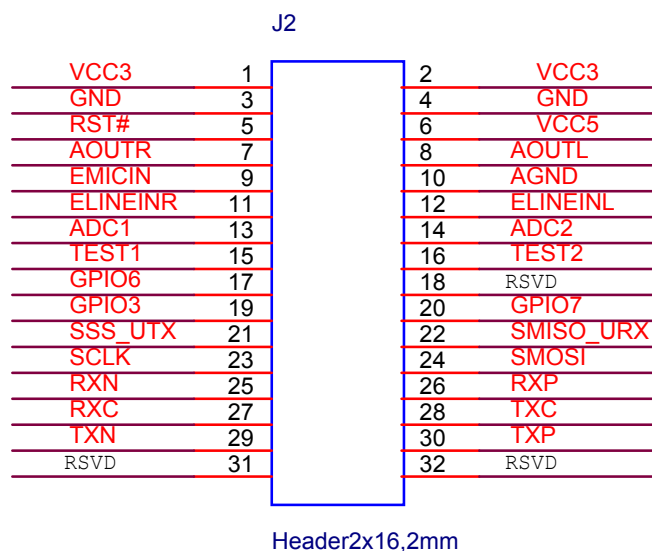 J2
VCC3 1 2 VCC3
GND 3 4 GND
RST# 5 6 VCC5
AOUTR 7 8 AOUTL
EMICIN 9 10 AGND
ELINEINR 11 12 ELINEINL
ADC1 13 14 ADC2
TEST1 15 16 TEST2
GPIO6 17 18 RSVD
GPIO3 19 20 GPIO7
SSS_UTX 21 22 SMISO_URX
SCLK 23 24 SMOSI
RXN 25 26 RXP
RXC 27 28 TXC
TXN 29 30 TXP
RSVD 31 32 RSVD
Header2x16,2mm